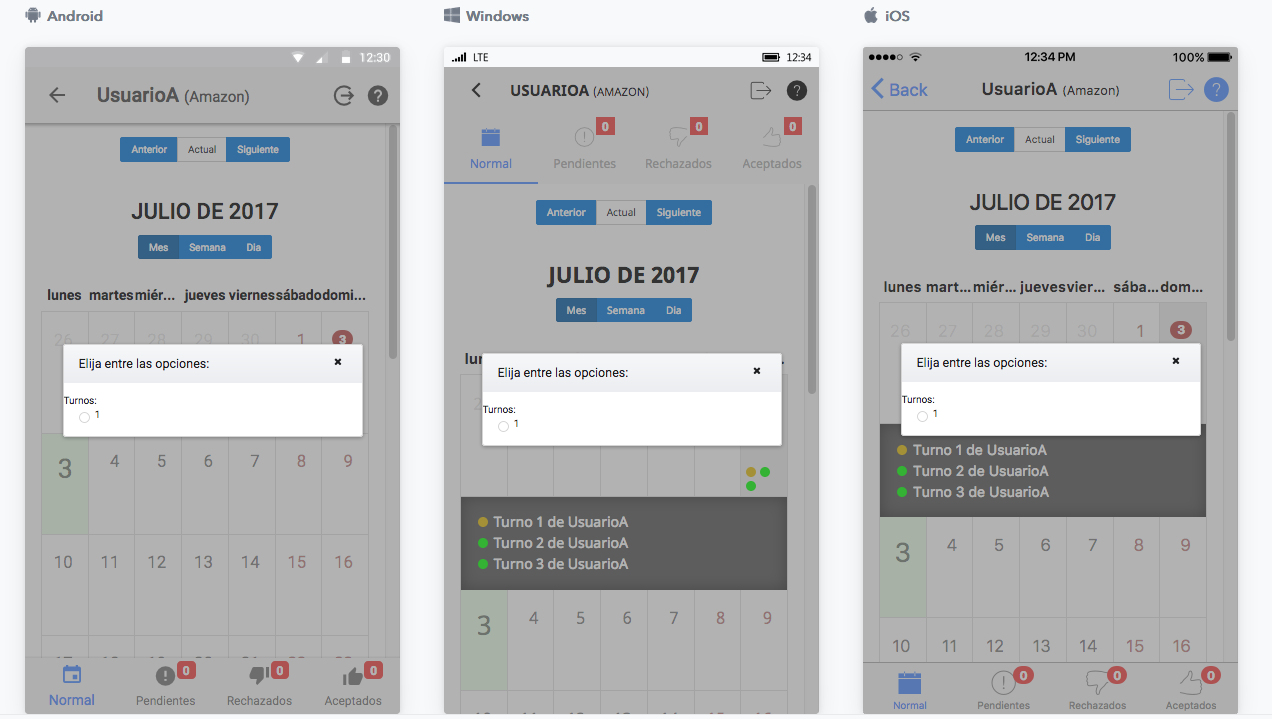 Android
12:30
UsuarioA (Amazon)
?
Anterior Actual Siguiente
JULIO DE 2017
Mes Semana Dia
lunes martes miér... jueves viernes sábado domi...
26 27 28 29 30 1 3
Elija entre las opciones: ✖
Turnos:
1
3 4 5 6 7 8 9
10 11 12 13 14 15 16
0 0 0
Normal Pendientes Rechazados Aceptados
Windows
LTE 12:34
USUARIOA (AMAZON)
?
0 0 0
Normal Pendientes Rechazados Aceptados
Anterior Actual Siguiente
JULIO DE 2017
Mes Semana Dia
Elija entre las opciones: ✖
Turnos:
1
Turno 1 de UsuarioA
Turno 2 de UsuarioA
Turno 3 de UsuarioA
3 4 5 6 7 8 9
iOS
12:34 PM 100%
Back UsuarioA (Amazon)
?
Anterior Actual Siguiente
JULIO DE 2017
Mes Semana Dia
lunes mart... miér... jueves vier... sába... dom...
26 27 28 29 30 1 3
Elija entre las opciones: ✖
Turnos:
1
Turno 1 de UsuarioA
Turno 2 de UsuarioA
Turno 3 de UsuarioA
3 4 5 6 7 8 9
10 11 12 13 14 15 16
0 0 0
Normal Pendientes Rechazados Aceptados